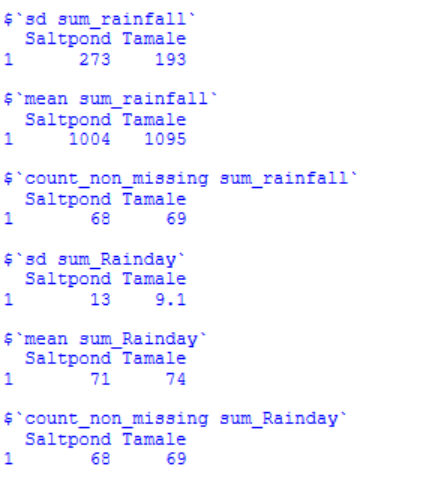 $`sd sum_rainfall`
  Saltpond Tamale
1      273    193
$`mean sum_rainfall`
  Saltpond Tamale
1     1004   1095
$`count_non_missing sum_rainfall`
  Saltpond Tamale
1       68     69
$`sd sum_Rainday`
  Saltpond Tamale
1       13    9.1
$`mean sum_Rainday`
  Saltpond Tamale
1       71     74
$`count_non_missing sum_Rainday`
  Saltpond Tamale
1       68     69